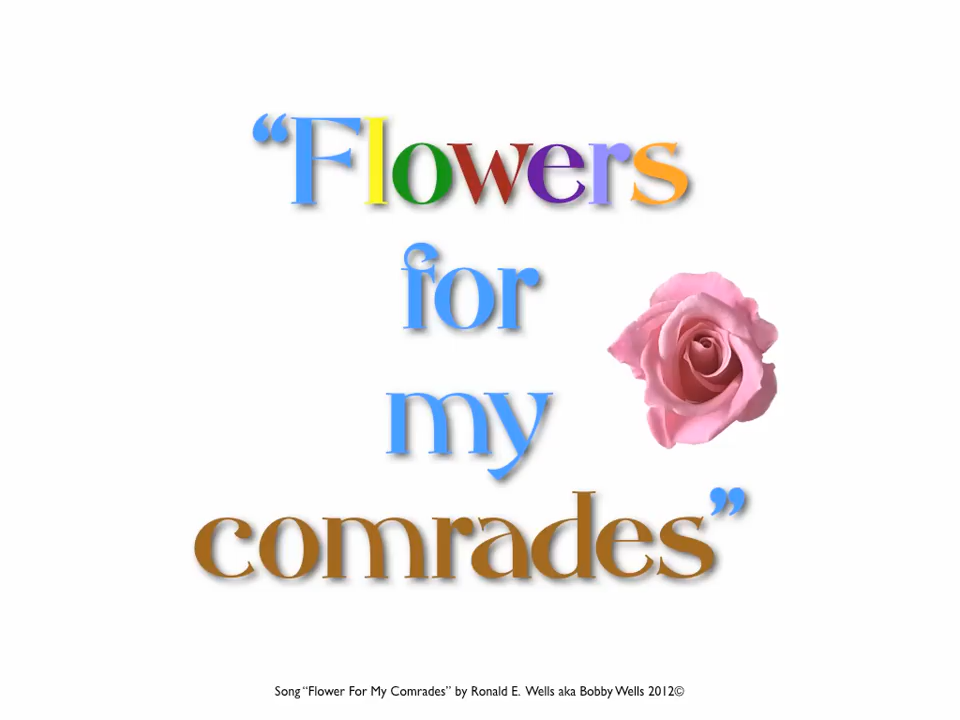 “Flowers
for
my
comrades”
Song “Flower For My Comrades” by Ronald E. Wells aka Bobby Wells 2012©